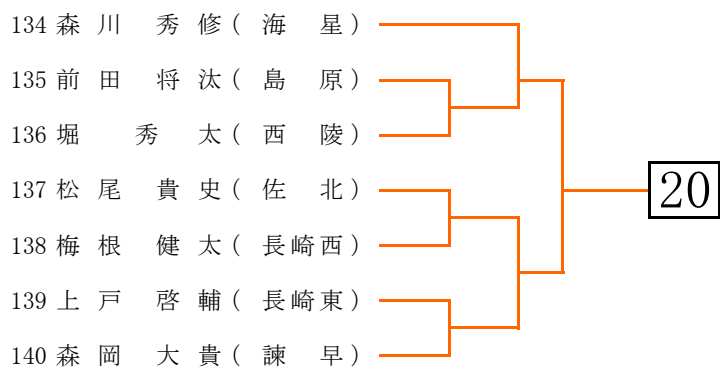 134 森川 秀修(海星)
135 前田 将汰(島原)
136 堀 秀太(西陵)
137 松尾 貴史(佐北)
20
138 梅根 健太(長崎西)
139 上戸 啓輔(長崎東)
140 森岡 大貴(諫早)